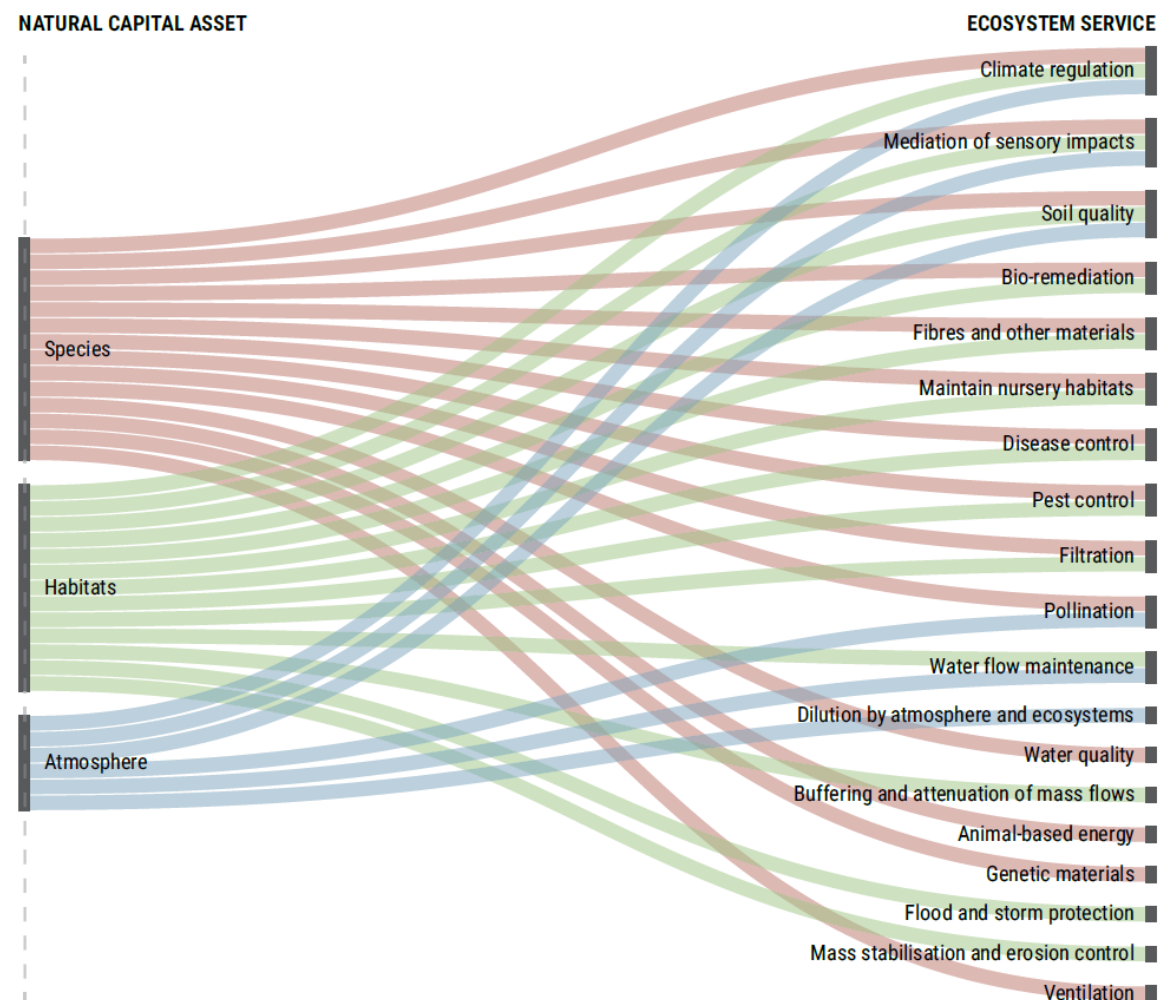 NATURAL CAPITAL ASSET
ECOSYSTEM SERVICE
Climate regulation
Mediation of sensory impacts
Soil quality
Bio-remediation
Fibres and other materials
Species
Maintain nursery habitats
Disease control
Pest control
Filtration
Habitats
Pollination
Water flow maintenance
Dilution by atmosphere and ecosystems
Water quality
Atmosphere
Buffering and attenuation of mass flows
Animal-based energy
Genetic materials
Flood and storm protection
Mass stabilisation and erosion control
Ventilation